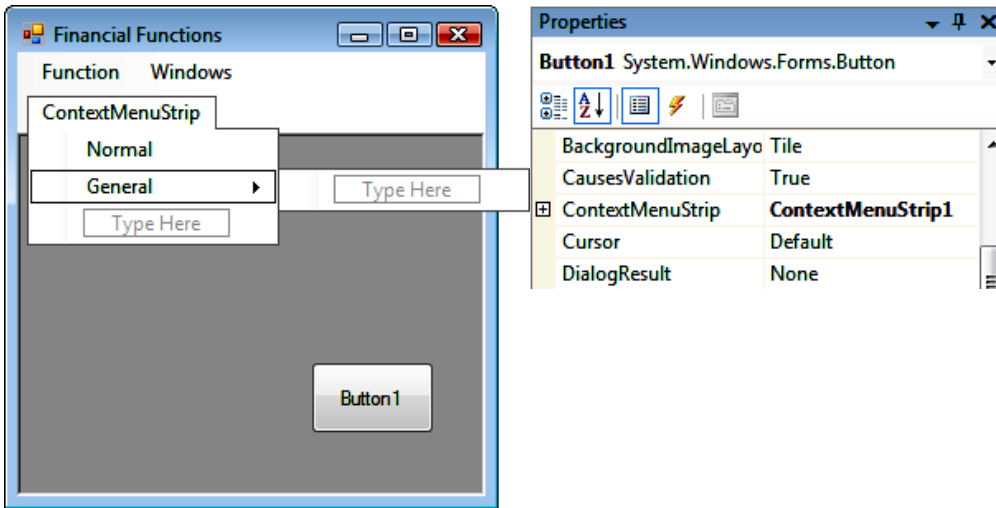 Financial Functions
Function Windows
ContextMenuStrip
Normal
General
Type Here
Type Here
Button1
Properties
Button1 System.Windows.Forms.Button
A
Z
BackgroundImageLayo Tile
CausesValidation True
ContextMenuStrip ContextMenuStrip1
Cursor Default
DialogResult None